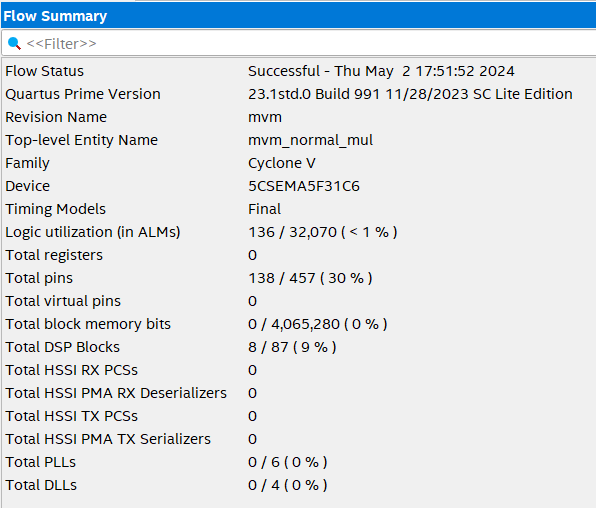 Flow Summary
<<Filter>>
Flow Status Successful - Thu May 2 17:51:52 2024
Quartus Prime Version 23.1std.0 Build 991 11/28/2023 SC Lite Edition
Revision Name mvm
Top-level Entity Name mvm_normal_mul
Family Cyclone V
Device 5CSEMA5F31C6
Timing Models Final
Logic utilization (in ALMs) 136 / 32,070 ( < 1 % )
Total registers 0
Total pins 138 / 457 ( 30 % )
Total virtual pins 0
Total block memory bits 0 / 4,065,280 ( 0 % )
Total DSP Blocks 8 / 87 ( 9 % )
Total HSSI RX PCSs 0
Total HSSI PMA RX Deserializers 0
Total HSSI TX PCSs 0
Total HSSI PMA TX Serializers 0
Total PLLs 0 / 6 ( 0 % )
Total DLLs 0 / 4 ( 0 % )